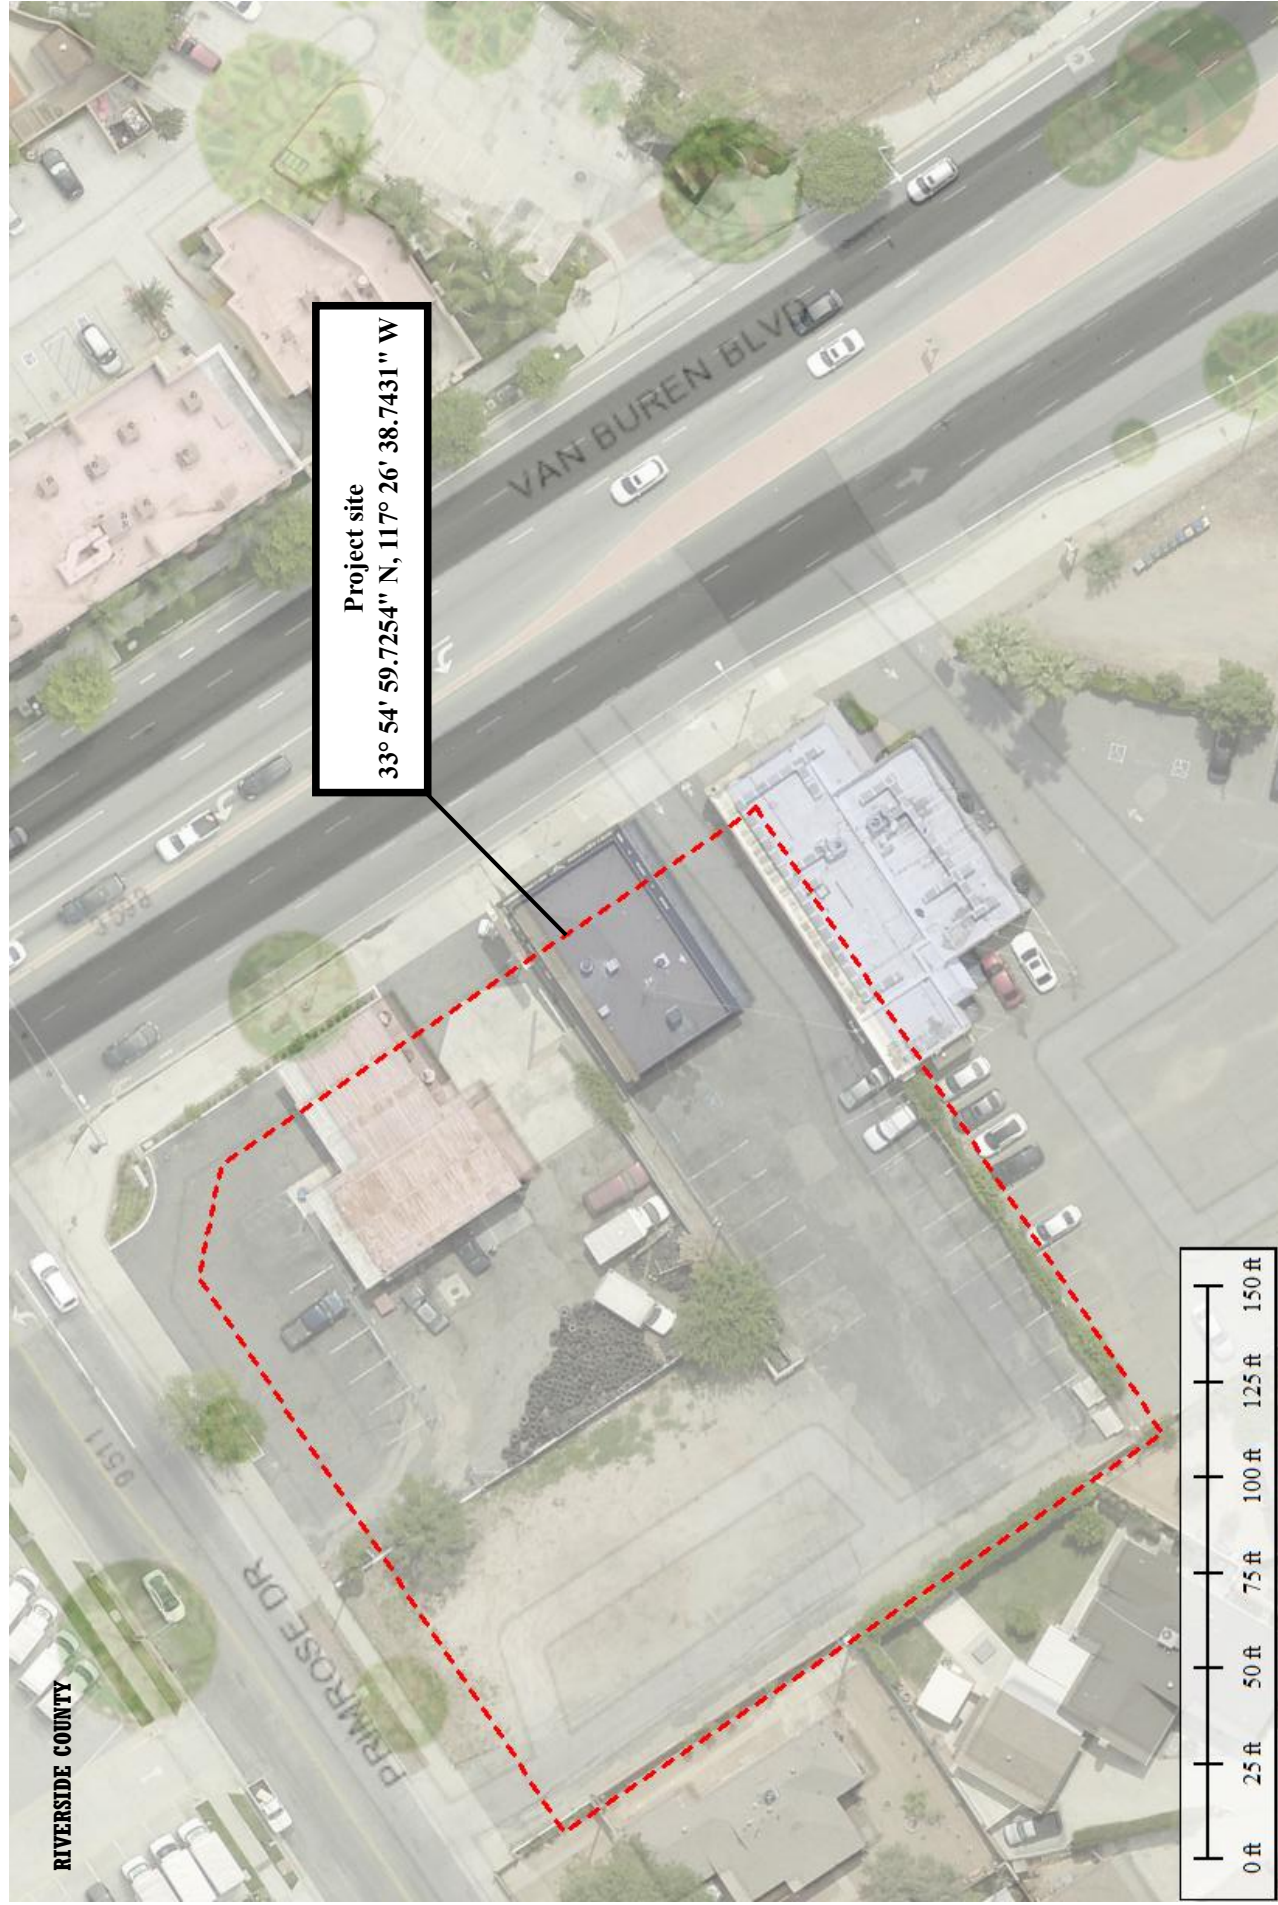 RIVERSIDE COUNTY
Project site
33° 54' 59.7254" N, 117° 26' 38.7431" W
VAN BUREN BLVD
PRIMROSE DR
9511
0 ft 25 ft 50 ft 75 ft 100 ft 125 ft 150 ft